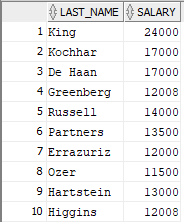 LAST_NAME SALARY
1 King 24000
2 Kochhar 17000
3 De Haan 17000
4 Greenberg 12008
5 Russell 14000
6 Partners 13500
7 Errazuriz 12000
8 Ozer 11500
9 Hartstein 13000
10 Higgins 12008